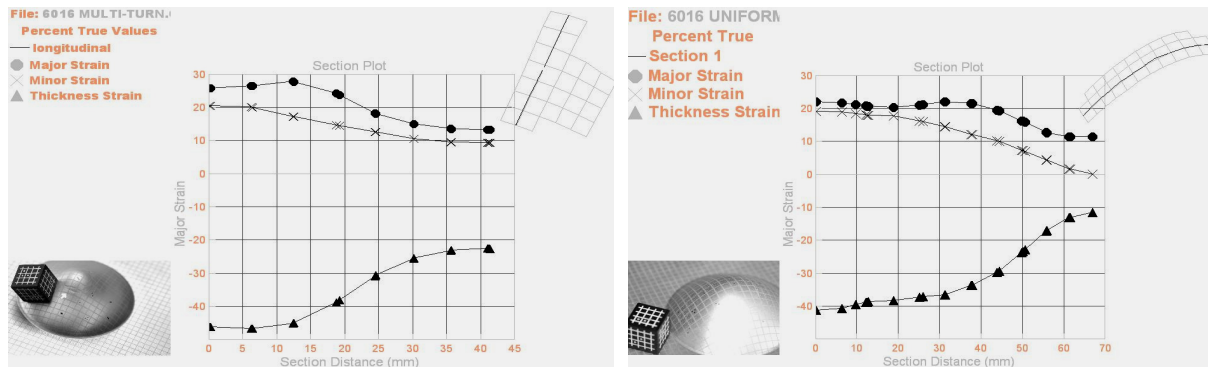 File: 6016 MULTI-TURN.
Percent True Values
longitudinal
Major Strain
Minor Strain
Thickness Strain
Section Plot
30
20
10
0
-10
-20
-30
-40
Major Strain
0 5 10 15 20 25 30 35 40 45
Section Distance (mm)
File: 6016 UNIFORM
Percent True
Section 1
Major Strain
Minor Strain
Thickness Strain
Section Plot
30
20
10
0
-10
-20
-30
-40
Major Strain
0 10 20 30 40 50 60 70
Section Distance (mm)